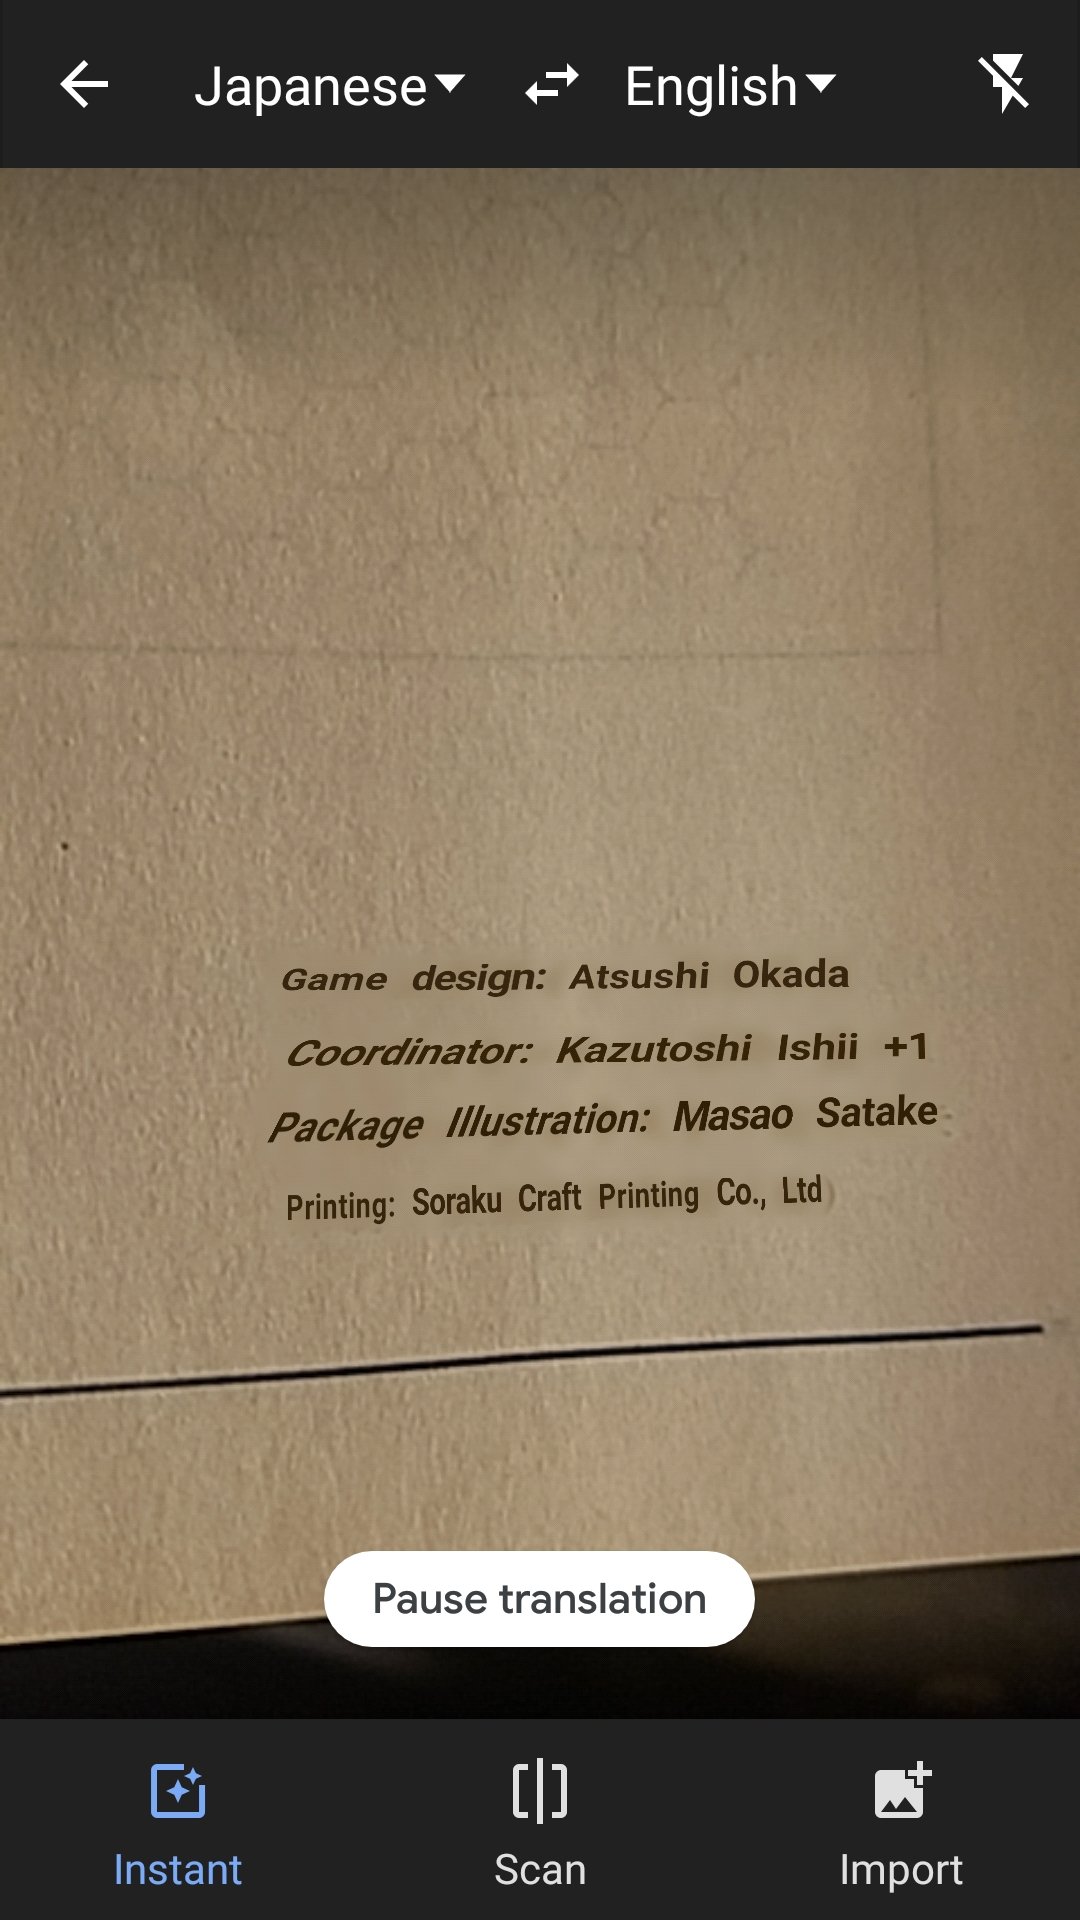 Japanese English
Game design: Atsushi Okada
Coordinator: Kazutoshi Ishii +1
Package Illustration: Masao Satake
Printing: Soraku Craft Printing Co., Ltd
Pause translation
Instant Scan Import